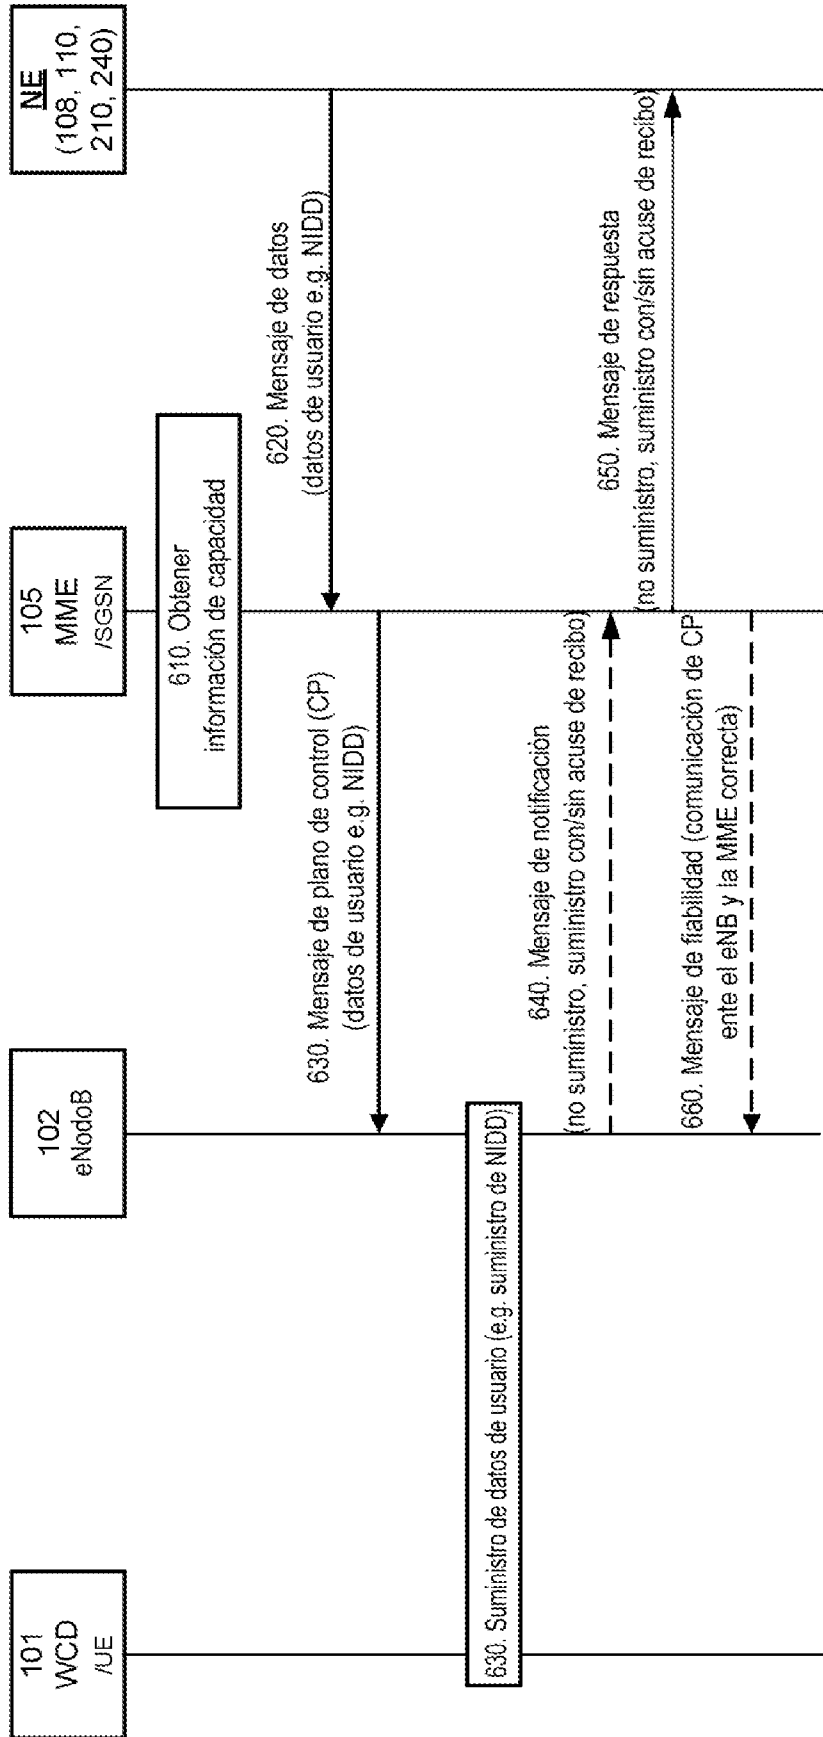 101
WCD
/UE
102
eNodoB
105
MME
/SGSN
NE
(108, 110,
210, 240)
610. Obtener
información de capacidad
620. Mensaje de datos
(datos de usuario e.g. NIDD)
630. Mensaje de plano de control (CP)
(datos de usuario e.g. NIDD)
630. Suministro de datos de usuario (e.g. suministro de NIDD)
640. Mensaje de notificación
(no suministro, suministro con/sin acuse de recibo)
650. Mensaje de respuesta
(no suministro, suministro con/sin acuse de recibo)
660. Mensaje de fiabilidad (comunicación de CP
ente el eNB y la MME correcta)